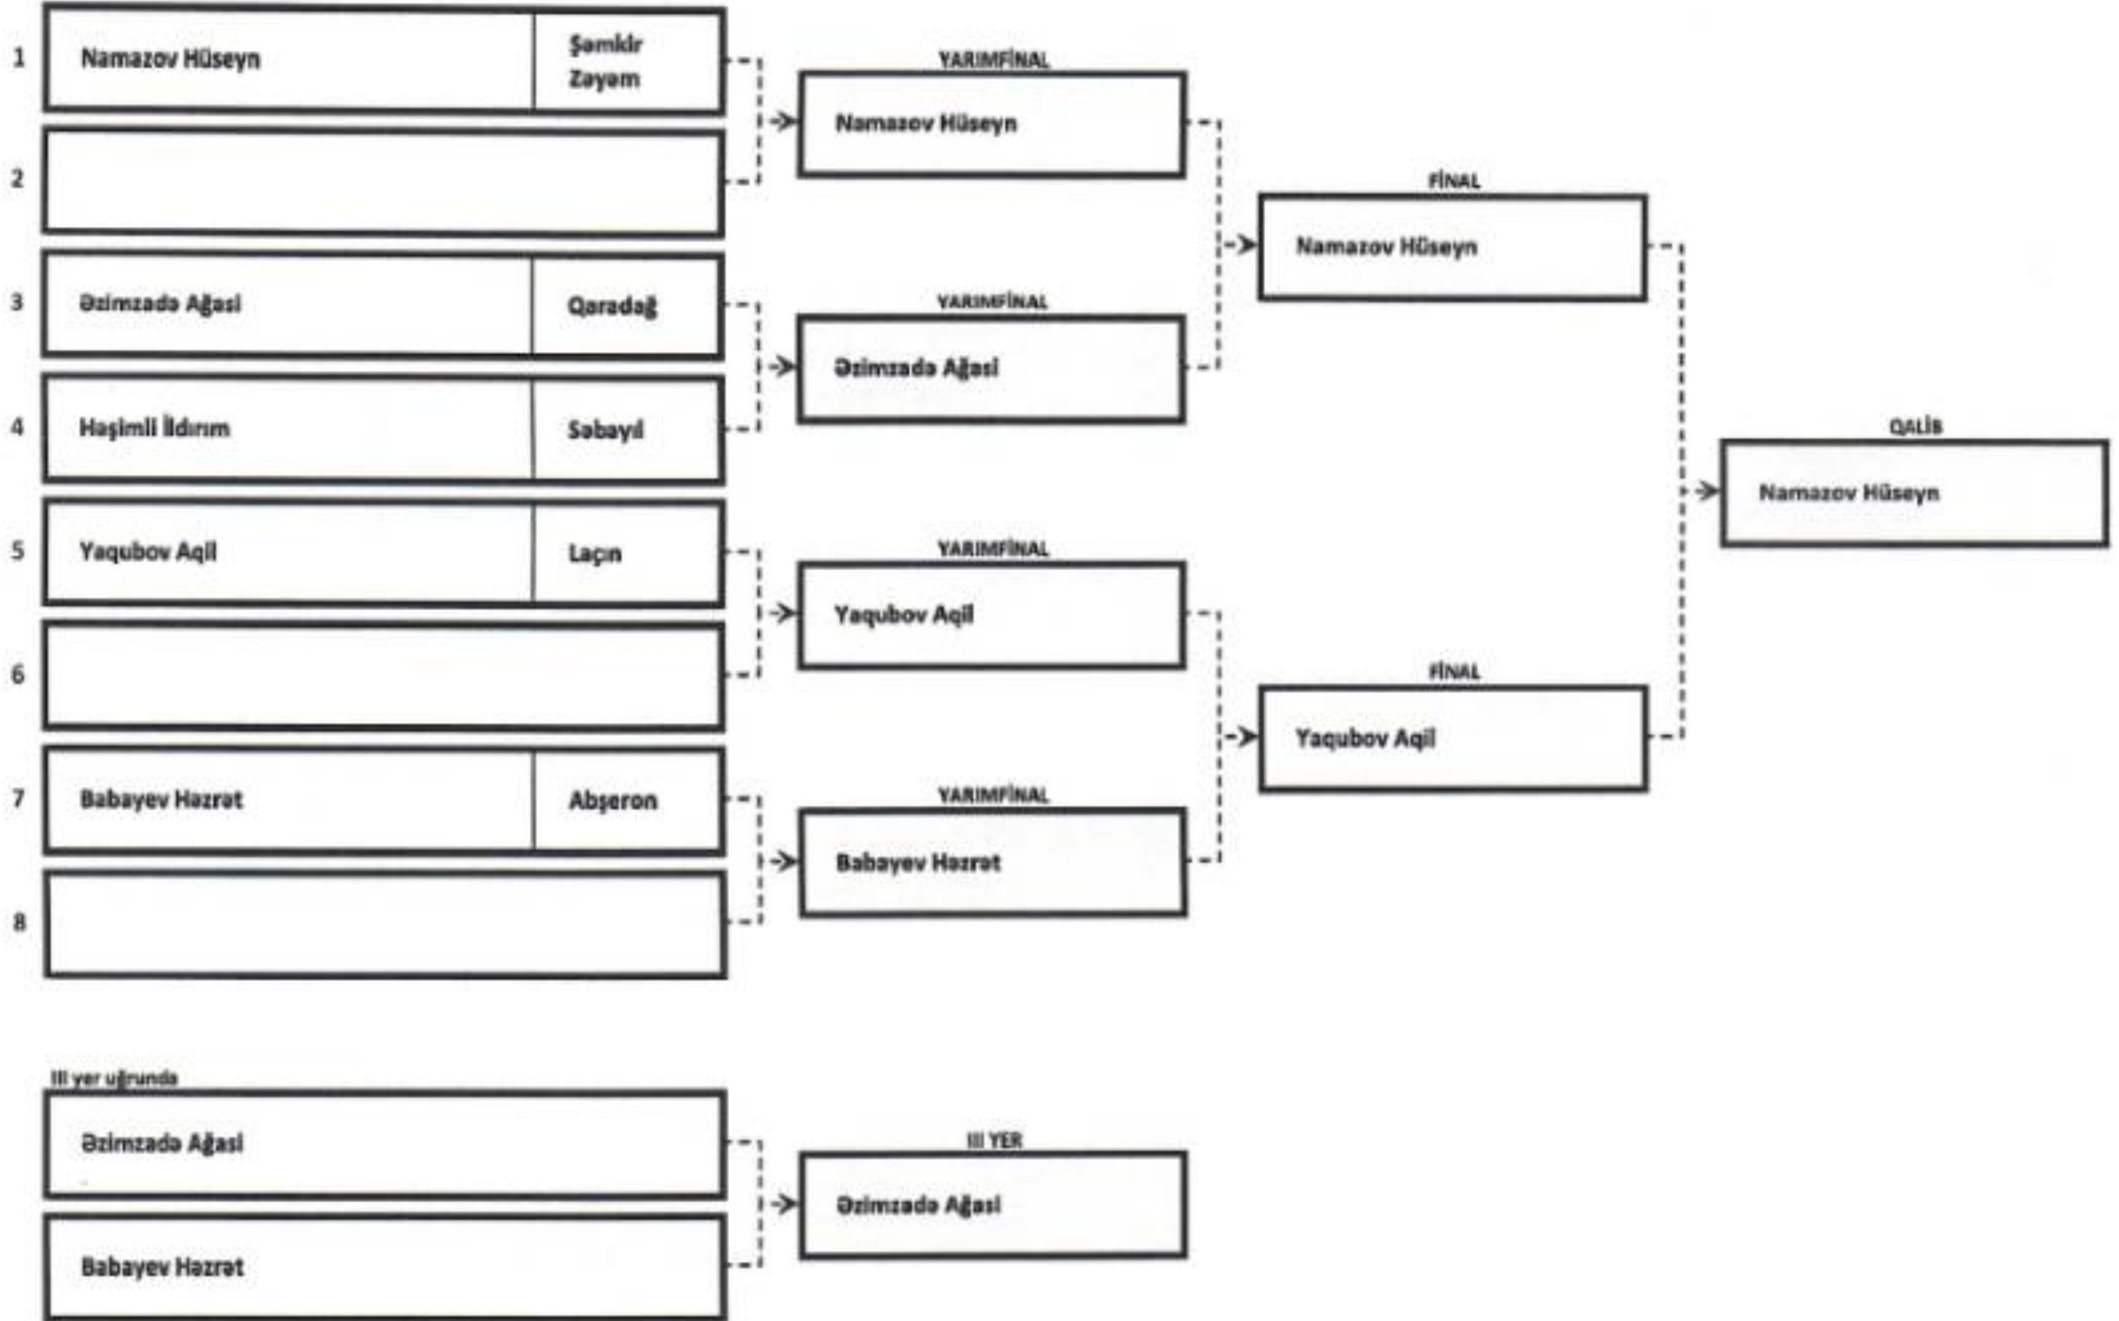 1
Namazov Hüseyn
Şəmkir
Zəyəm
2
3
Əzimzadə Ağasi
Qaradağ
4
Həşimli İldırım
Səbayıl
5
Yaqubov Aqil
Laçın
6
7
Babayev Həzrət
Abşeron
8
YARIMFİNAL
Namazov Hüseyn
YARIMFİNAL
Əzimzadə Ağasi
YARIMFİNAL
Yaqubov Aqil
YARIMFİNAL
Babayev Həzrət
FİNAL
Namazov Hüseyn
FİNAL
Yaqubov Aqil
QALİB
Namazov Hüseyn
III yer uğrunda
Əzimzadə Ağasi
Babayev Həzrət
III YER
Əzimzadə Ağasi